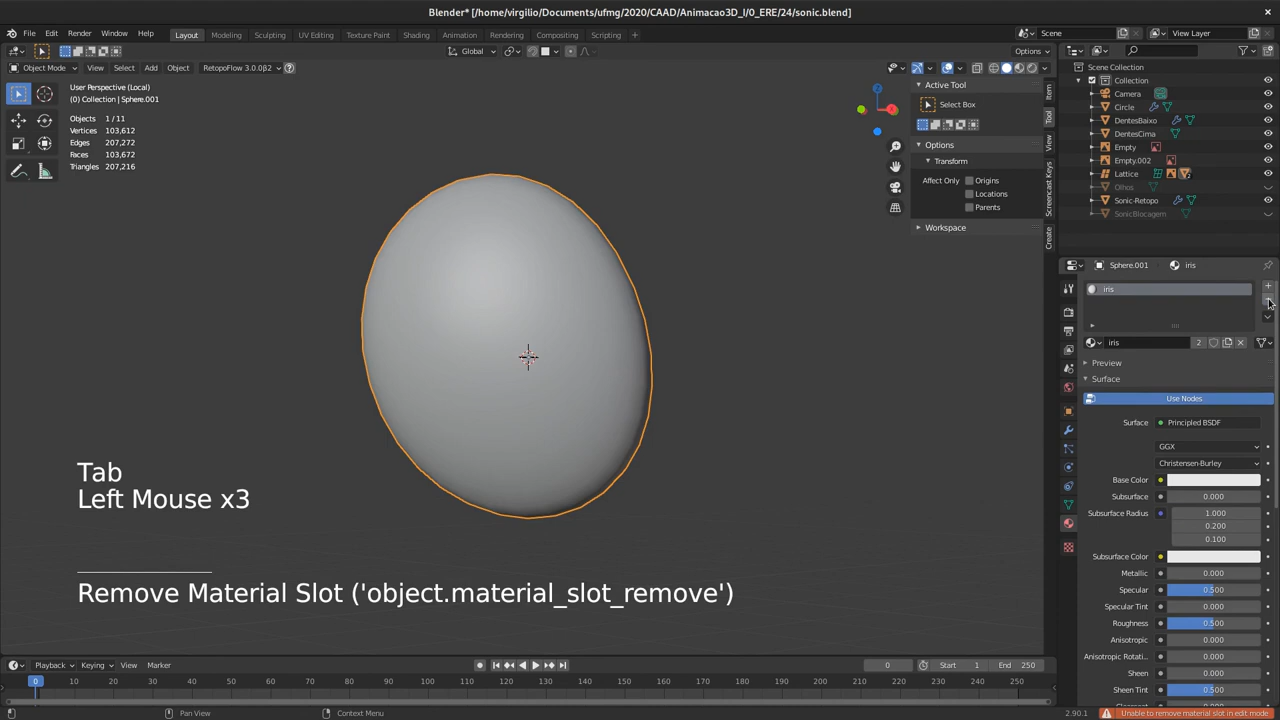 Blender* [/home/virgilio/Documents/ufmg/2020/CAAD/Animacao3D_I/0_ERE/24/sonic.blend]
File Edit Render Window Help Layout Modeling Sculpting UV Editing Texture Paint Shading Animation Rendering Compositing Scripting + Scene View Layer
Global Options
Object Mode View Select Add Object RetopoFlow 3.0.0β2
User Perspective (Local)
(0) Collection | Sphere.001
Objects 1 / 11
Vertices 103,612
Edges 207,272
Faces 103,672
Triangles 207,216
Active Tool
Select Box
Options
Transform
Affect Only Origins
Locations
Parents
Workspace
Item
Tool
View
Screencast Keys
Create
Scene Collection
Collection
Camera
Circle
DentesBaixo
DentesCima
Empty
Empty.002
Lattice
Olhos
Sonic-Retopo
SonicBlocagem
Sphere.001 iris
iris
iris 2
Preview
Surface
Use Nodes
Surface Principled BSDF
GGX
Christensen-Burley
Base Color
Subsurface 0.000
Subsurface Radius 1.000
0.200
0.100
Subsurface Color
Metallic 0.000
Specular 0.500
Specular Tint 0.000
Roughness 0.500
Anisotropic 0.000
Anisotropic Rotati... 0.000
Sheen 0.000
Sheen Tint 0.500
Tab
Left Mouse x3
Remove Material Slot ('object.material_slot_remove')
Playback Keying View Marker 0 Start 1 End 250
0 10 20 30 40 50 60 70 80 90 100 110 120 130 140 150 160 170 180 190 200 210 220 230 240 250
Select Pan View Context Menu 2.90.1 Unable to remove material slot in edit mode